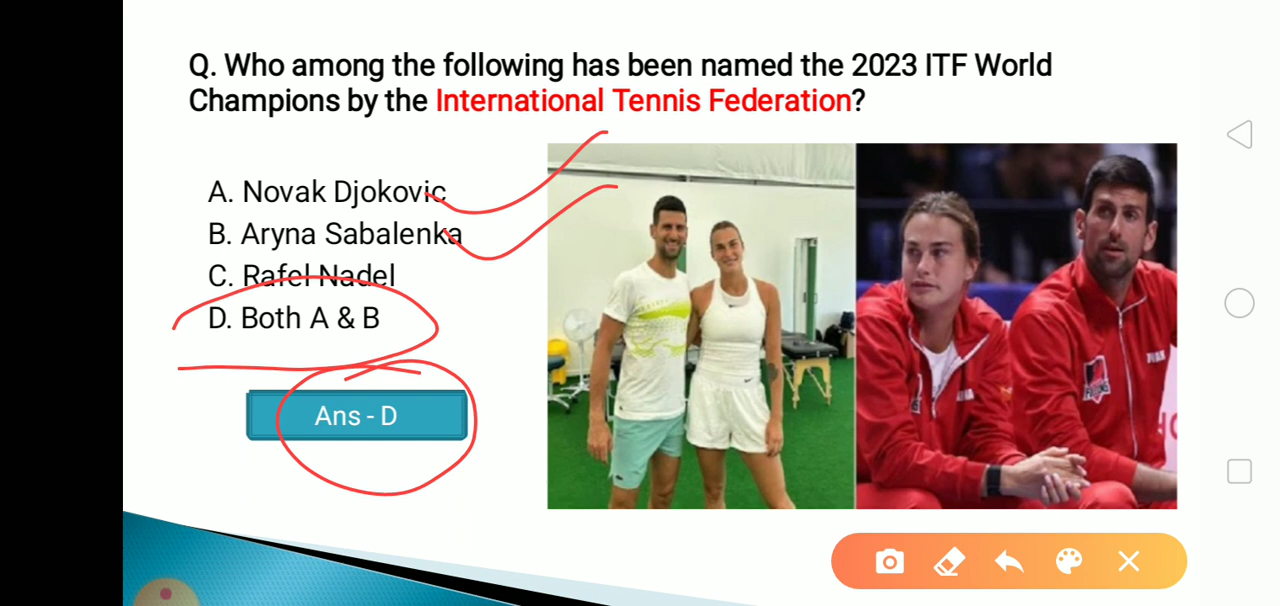 Q. Who among the following has been named the 2023 ITF World
Champions by the International Tennis Federation?
A. Novak Djokovic
B. Aryna Sabalenka
C. Rafel Nadel
D. Both A & B
Ans - D